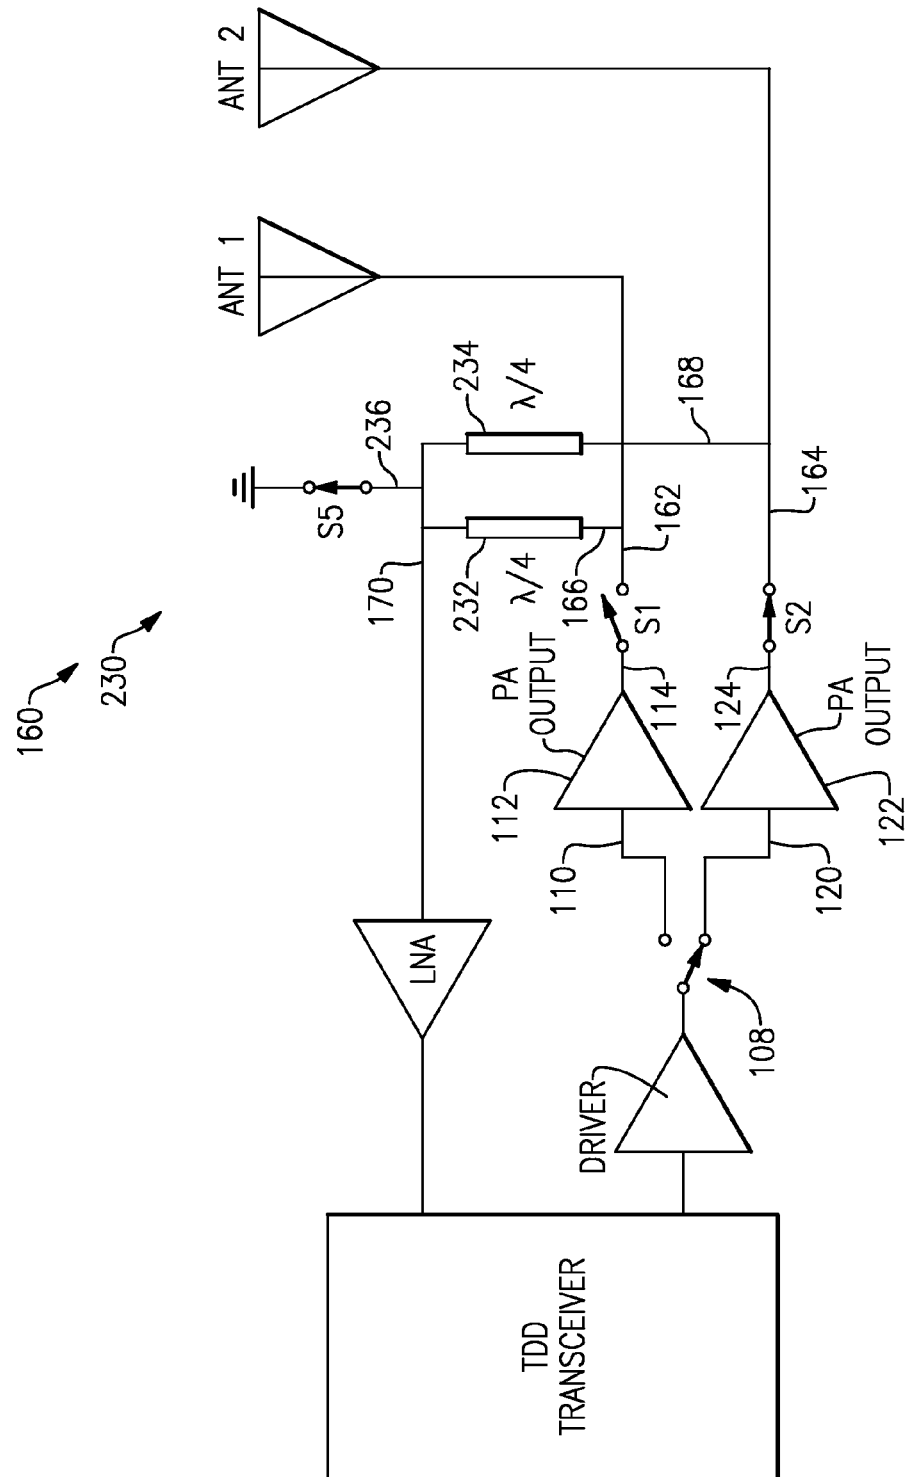 160
230
TDD
TRANSCEIVER
DRIVER
108
LNA
110
120
112
122
PA
OUTPUT
PA
OUTPUT
114
124
S1
S2
170
232
λ/4
166
162
164
S5
236
234
λ/4
168
ANT 1
ANT 2